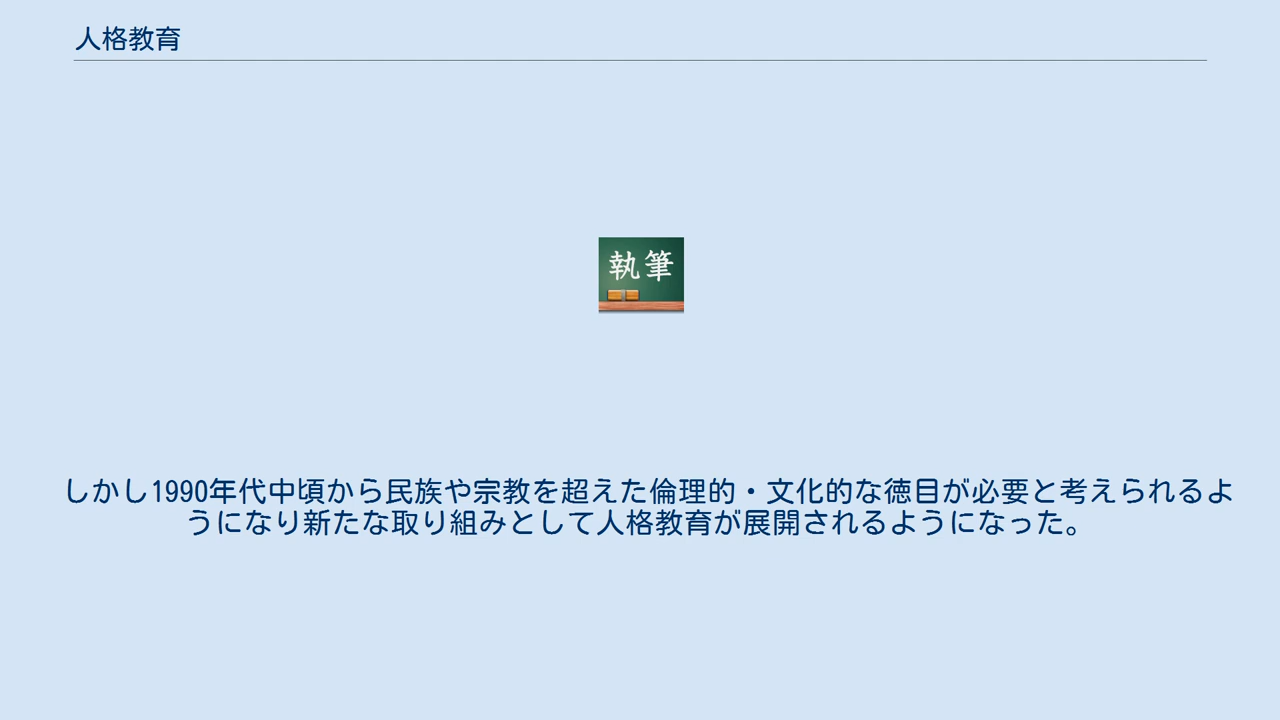 人格教育
執筆
しかし1990年代中頃から民族や宗教を超えた倫理的・文化的な徳目が必要と考えられるよ
うになり新たな取り組みとして人格教育が展開されるようになった。